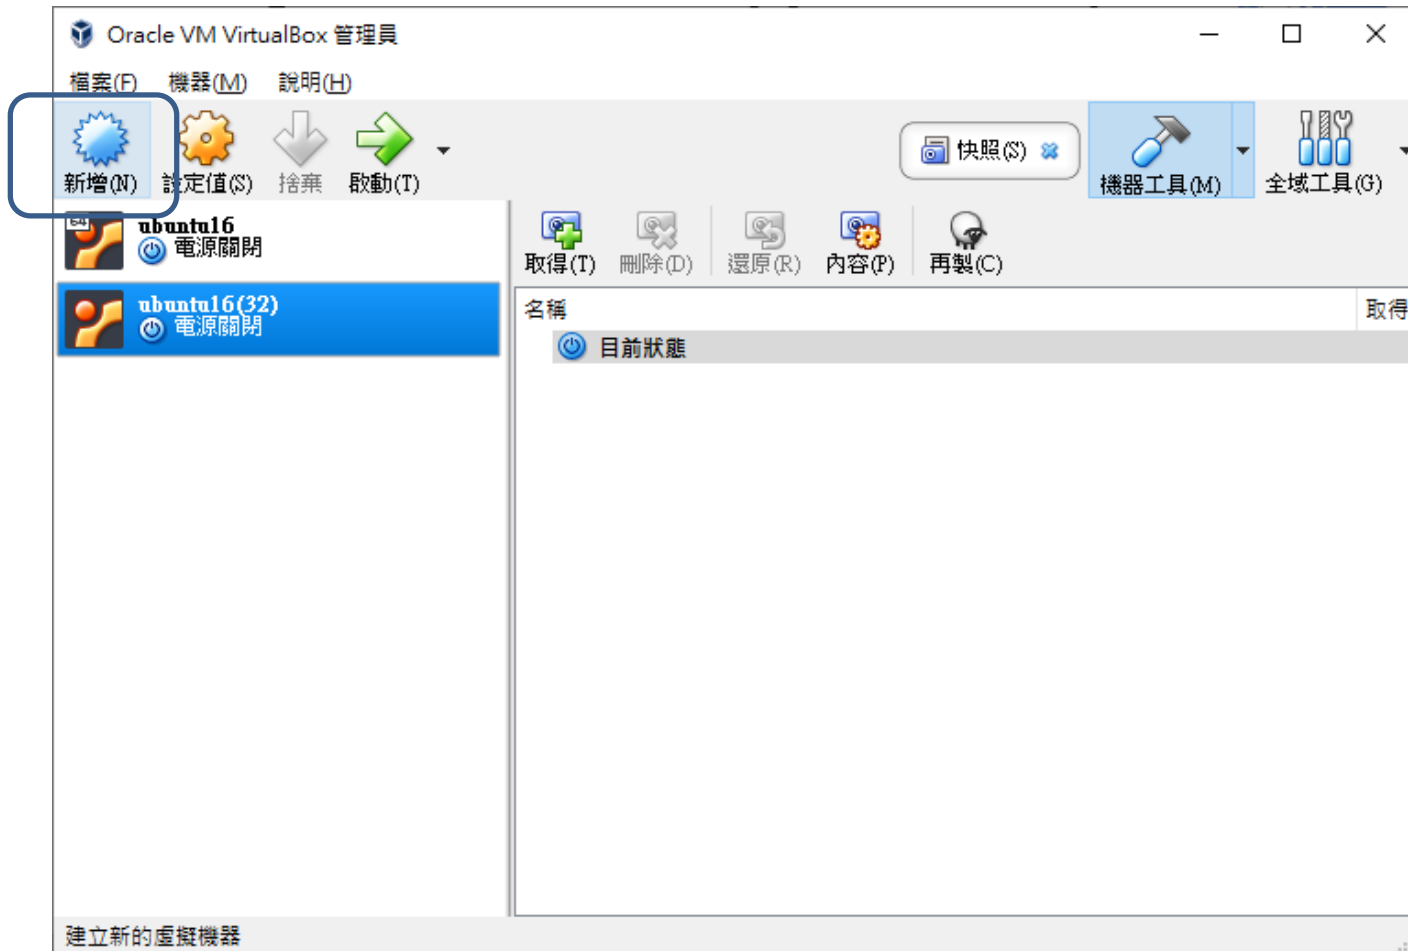 Oracle VM VirtualBox 管理員
檔案(F) 機器(M) 說明(H)
新增(N) 設定值(S) 捨棄 啟動(T) 快照(S) 機器工具(M) 全域工具(G)
64
ubuntu16
電源關閉
ubuntu16(32)
電源關閉
取得(T) 刪除(D) 還原(R) 內容(P) 再製(C)
名稱 取得
目前狀態
建立新的虛擬機器